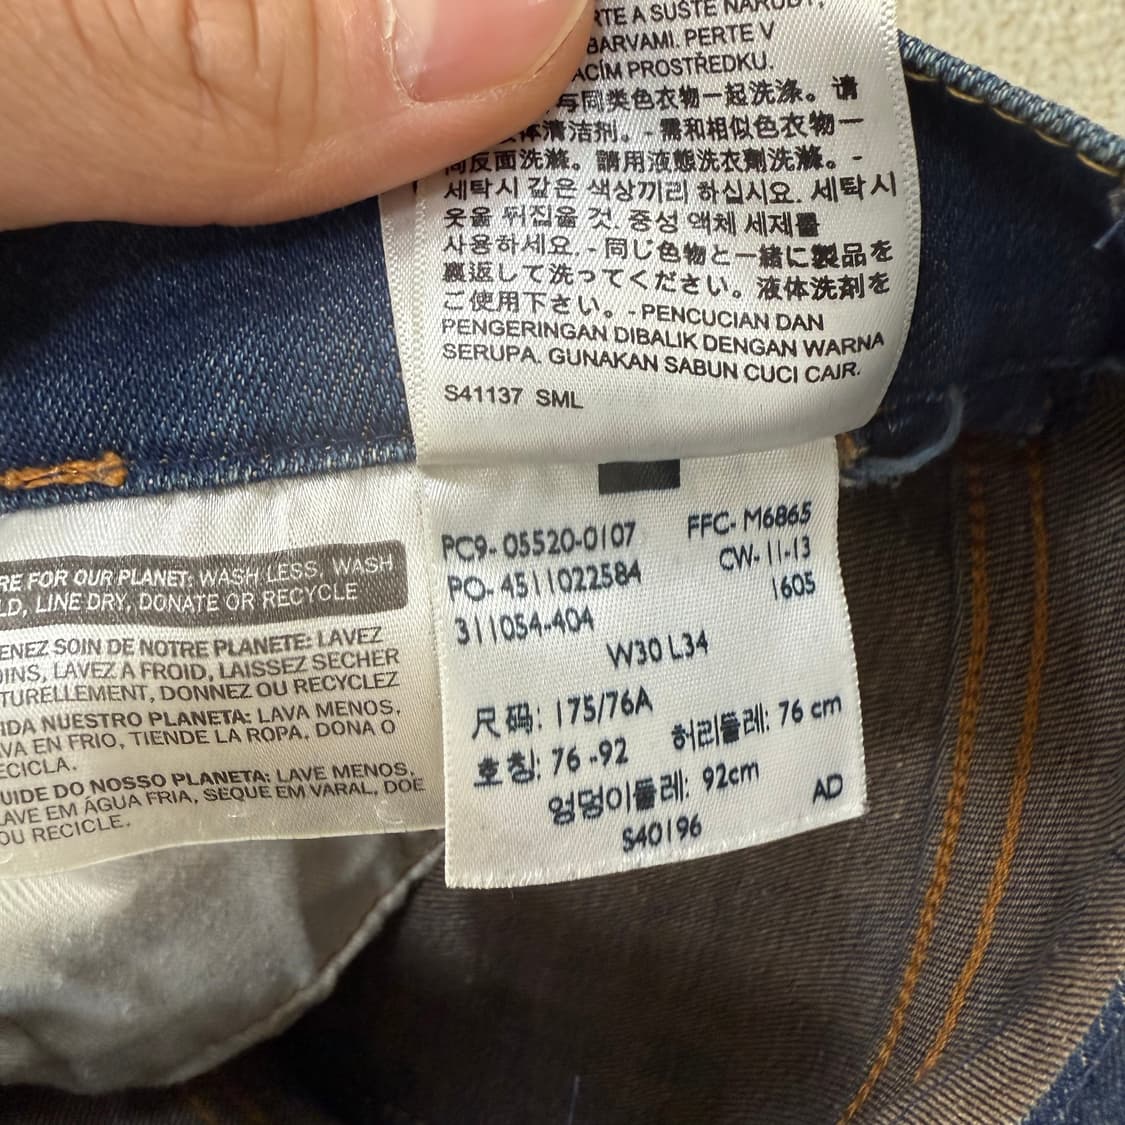 RTE A SUŠTE NARUBY,
BARVAMI. PERTE V
ACÍM PROSTŘEDKU.
与同类色衣物一起洗涤。请
体清洁剂。-需和相似色衣物一
同反面洗滌。請用液態洗衣劑洗滌。-
세탁시 같은 색상끼리 하십시요. 세탁시
옷을 뒤집을 것. 중성 액체 세제를
사용하세요. - 同じ色物と一緒に製品を
裏返して洗ってください。液体洗剤を
ご使用下さい。- PENCUCIAN DAN
PENGERINGAN DIBALIK DENGAN WARNA
SERUPA. GUNAKAN SABUN CUCI CAIR.
S41137 SML
RE FOR OUR PLANET: WASH LESS, WASH
LD, LINE DRY, DONATE OR RECYCLE
ENEZ SOIN DE NOTRE PLANETE: LAVEZ
OINS, LAVEZ A FROID, LAISSEZ SECHER
TURELLEMENT, DONNEZ OU RECYCLEZ
IDA NUESTRO PLANETA: LAVA MENOS,
AVA EN FRIO, TIENDE LA ROPA, DONA O
ECICLA.
UIDE DO NOSSO PLANETA: LAVE MENOS,
AVE EM ÁGUA FRIA, SEQUE EM VARAL, DOE
OU RECICLE.
PC9- 05520-0107 FFC- M6865
PO- 4511022584 CW- 11-13
311054-404 1605
W30 L34
尺码: 175/76A
호칭: 76 -92 허리둘레: 76 cm
엉덩이둘레: 92cm AD
S40196